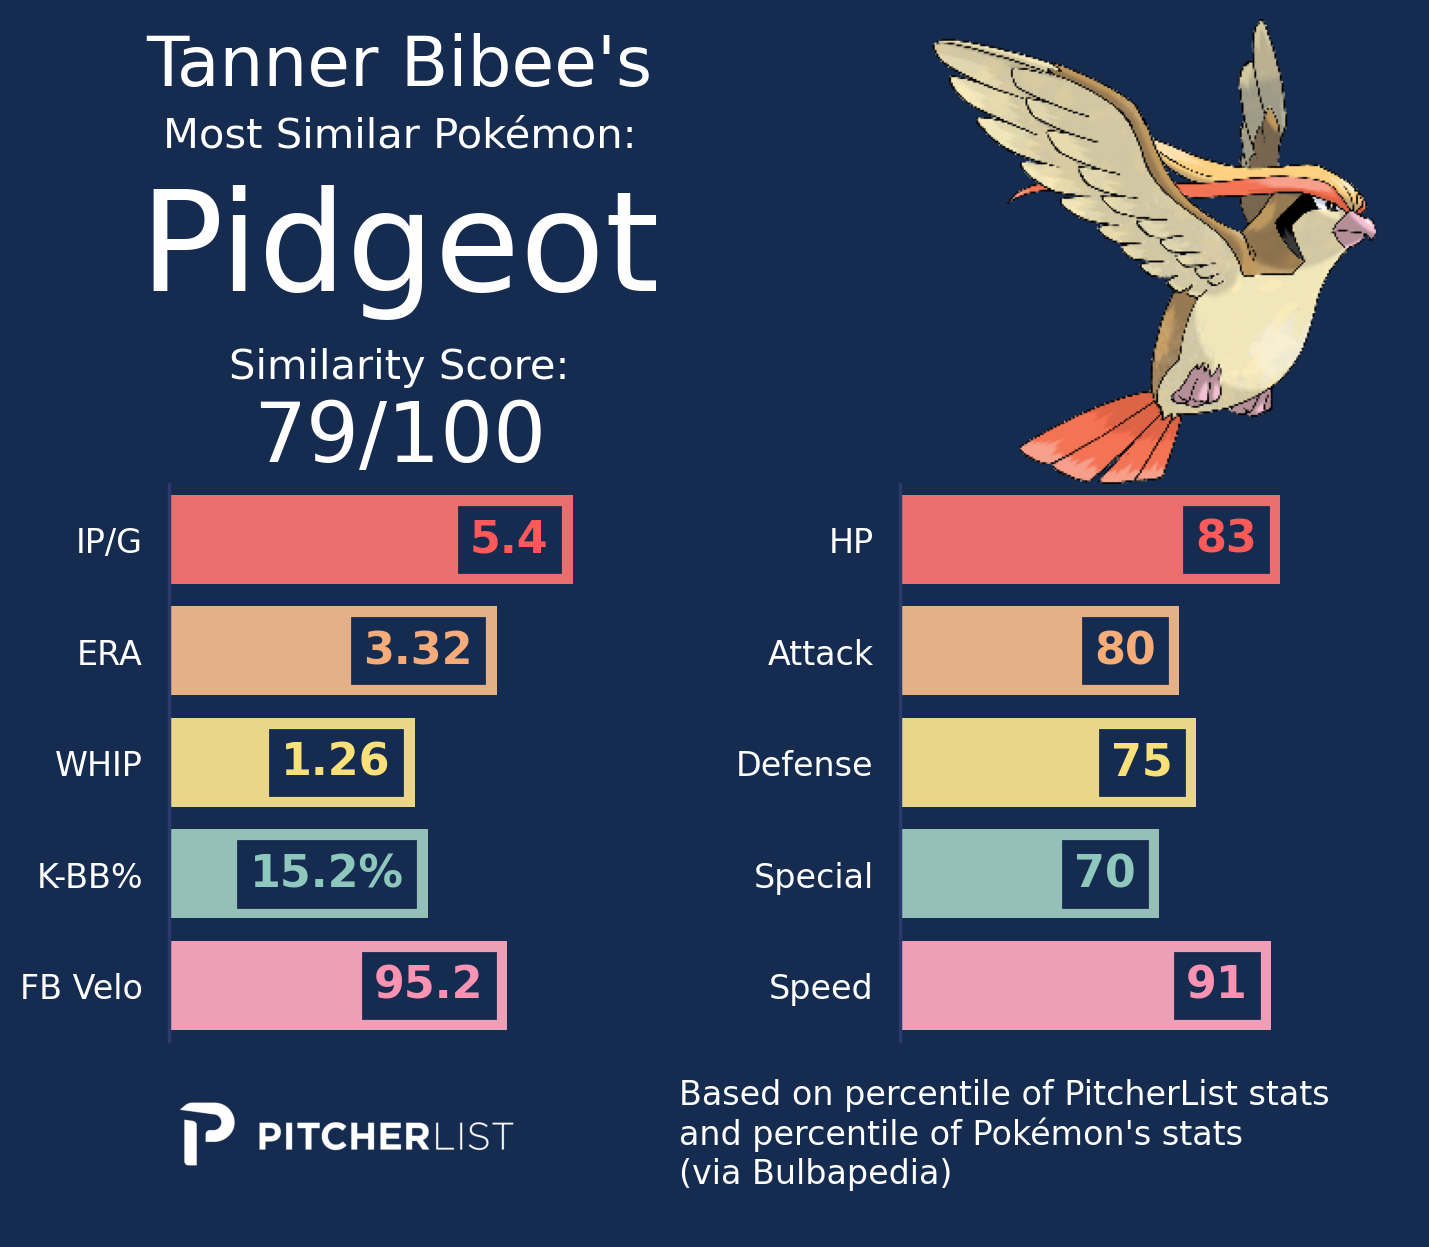 Tanner Bibee's
Most Similar Pokémon:
Pidgeot
Similarity Score:
79/100
IP/G 5.4
ERA 3.32
WHIP 1.26
K-BB% 15.2%
FB Velo 95.2
HP 83
Attack 80
Defense 75
Special 70
Speed 91
PITCHERLIST
Based on percentile of PitcherList stats
and percentile of Pokémon's stats
(via Bulbapedia)